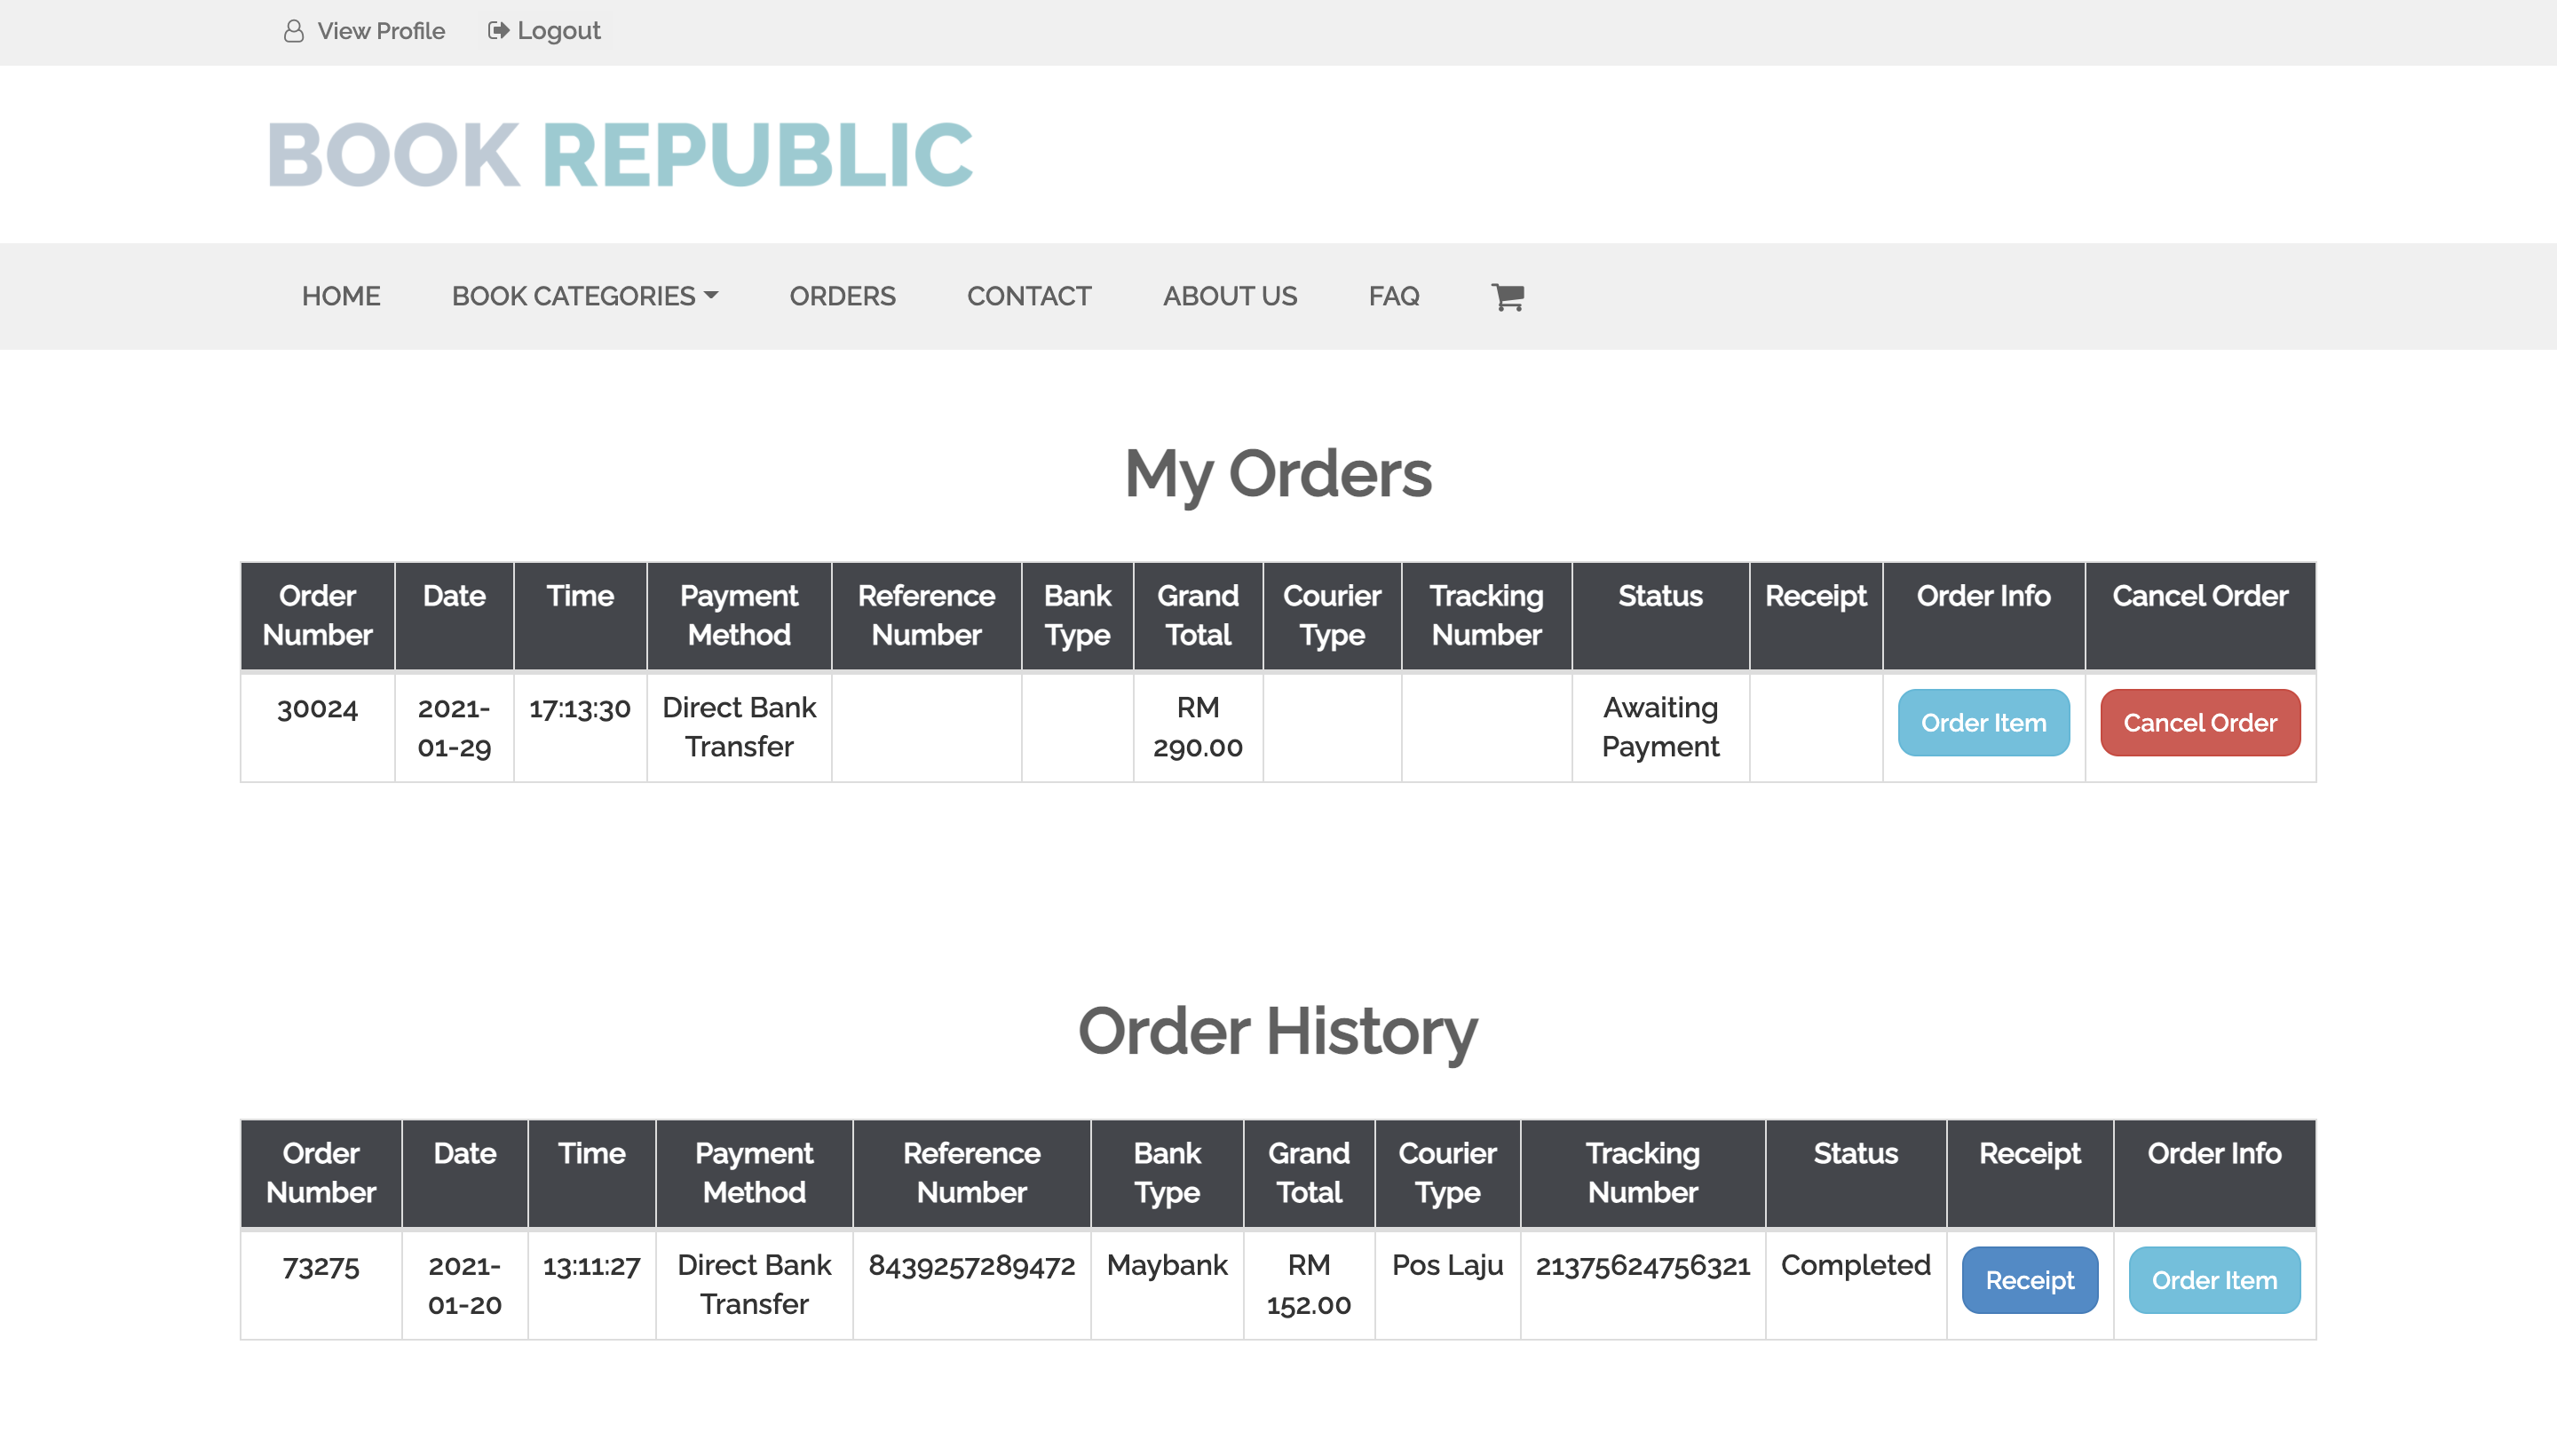 View Profile Logout
BOOK REPUBLIC
HOME BOOK CATEGORIES ORDERS CONTACT ABOUT US FAQ
My Orders
Order Date Time Payment Reference Bank Grand Courier Tracking Status Receipt Order Info Cancel Order
Number Method Number Type Total Type Number
30024 2021- 17:13:30 Direct Bank RM Awaiting Order Item Cancel Order
01-29 Transfer 290.00 Payment
Order History
Order Date Time Payment Reference Bank Grand Courier Tracking Status Receipt Order Info
Number Method Number Type Total Type Number
73275 2021- 13:11:27 Direct Bank 8439257289472 Maybank RM Pos Laju 21375624756321 Completed Receipt Order Item
01-20 Transfer 152.00